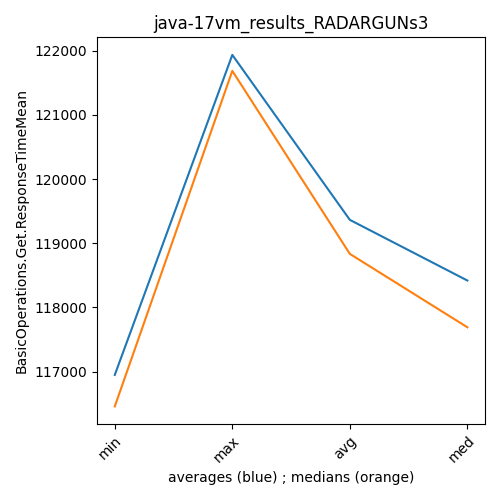 java-17vm_results_RADARGUNs3
BasicOperations.Get.ResponseTimeMean
122000
121000
120000
119000
118000
117000
min
max
avg
med
averages (blue) ; medians (orange)